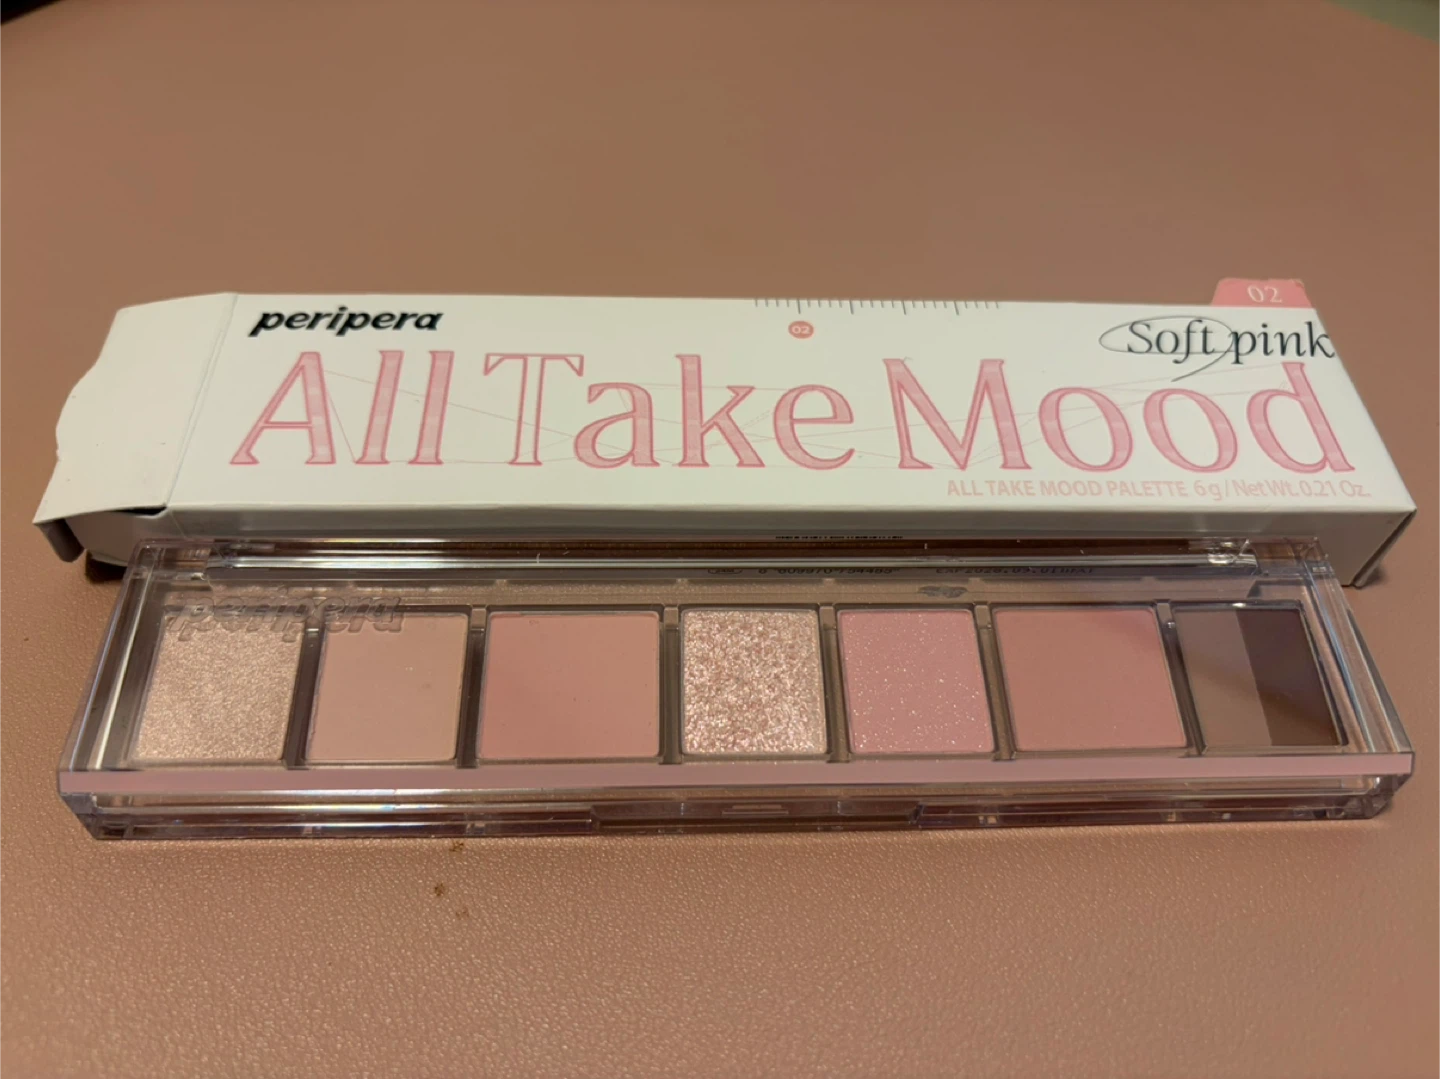 02
peripera
02
Soft pink
All Take Mood
ALL TAKE MOOD PALETTE 6g/Net Wt. 0.21 Oz.
peripera